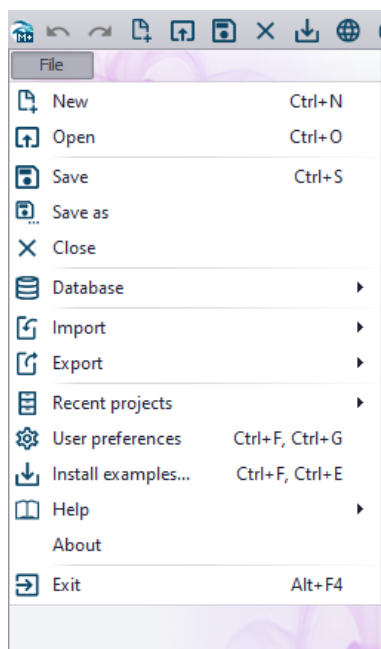 M+
File
New Ctrl+N
Open Ctrl+O
Save Ctrl+S
Save as
Close
Database
Import
Export
Recent projects
User preferences Ctrl+F, Ctrl+G
Install examples... Ctrl+F, Ctrl+E
Help
About
Exit Alt+F4